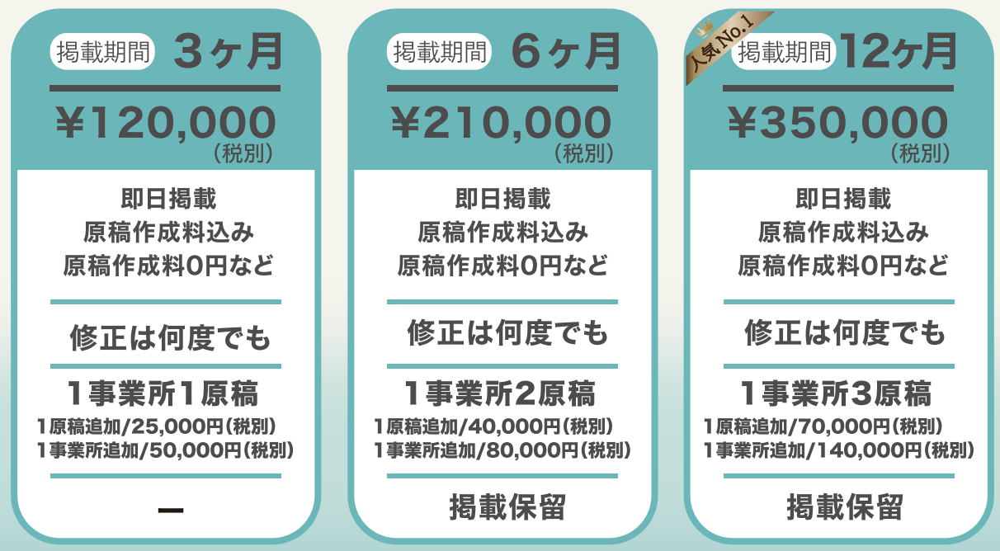 掲載期間 3ヶ月
¥120,000
(税別)
即日掲載
原稿作成料込み
原稿作成料0円など
修正は何度でも
1事業所1原稿
1原稿追加/25,000円(税別)
1事業所追加/50,000円(税別)
ー
掲載期間 6ヶ月
¥210,000
(税別)
即日掲載
原稿作成料込み
原稿作成料0円など
修正は何度でも
1事業所2原稿
1原稿追加/40,000円(税別)
1事業所追加/80,000円(税別)
掲載保留
人気No.1
掲載期間 12ヶ月
¥350,000
(税別)
即日掲載
原稿作成料込み
原稿作成料0円など
修正は何度でも
1事業所3原稿
1原稿追加/70,000円(税別)
1事業所追加/140,000円(税別)
掲載保留